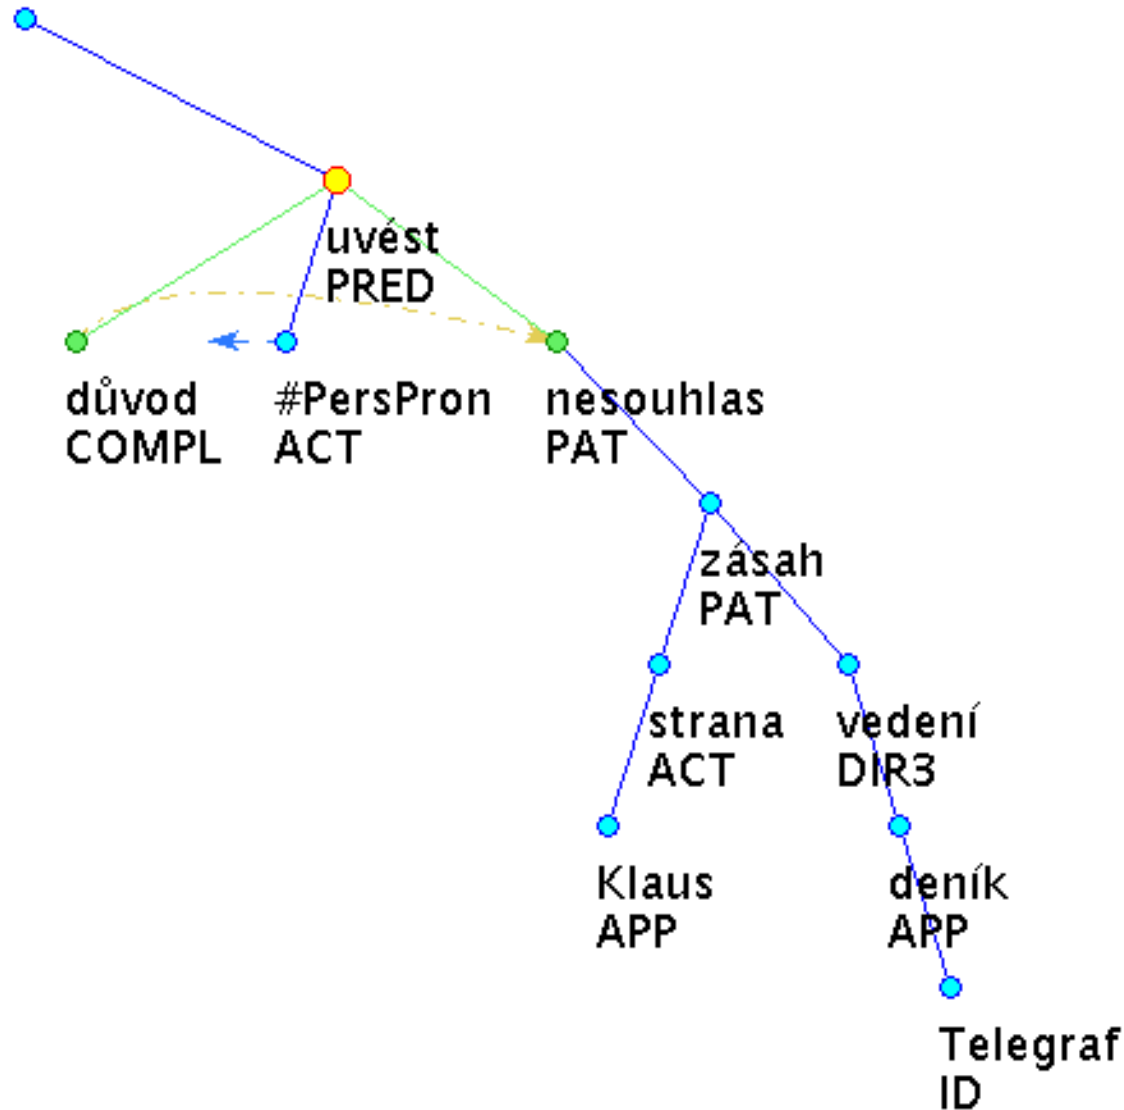 uvést
PRED
důvod
COMPL
#PersPron
ACT
nesouhlas
PAT
zásah
PAT
strana
ACT
vedení
DIR3
Klaus
APP
deník
APP
Telegraf
ID